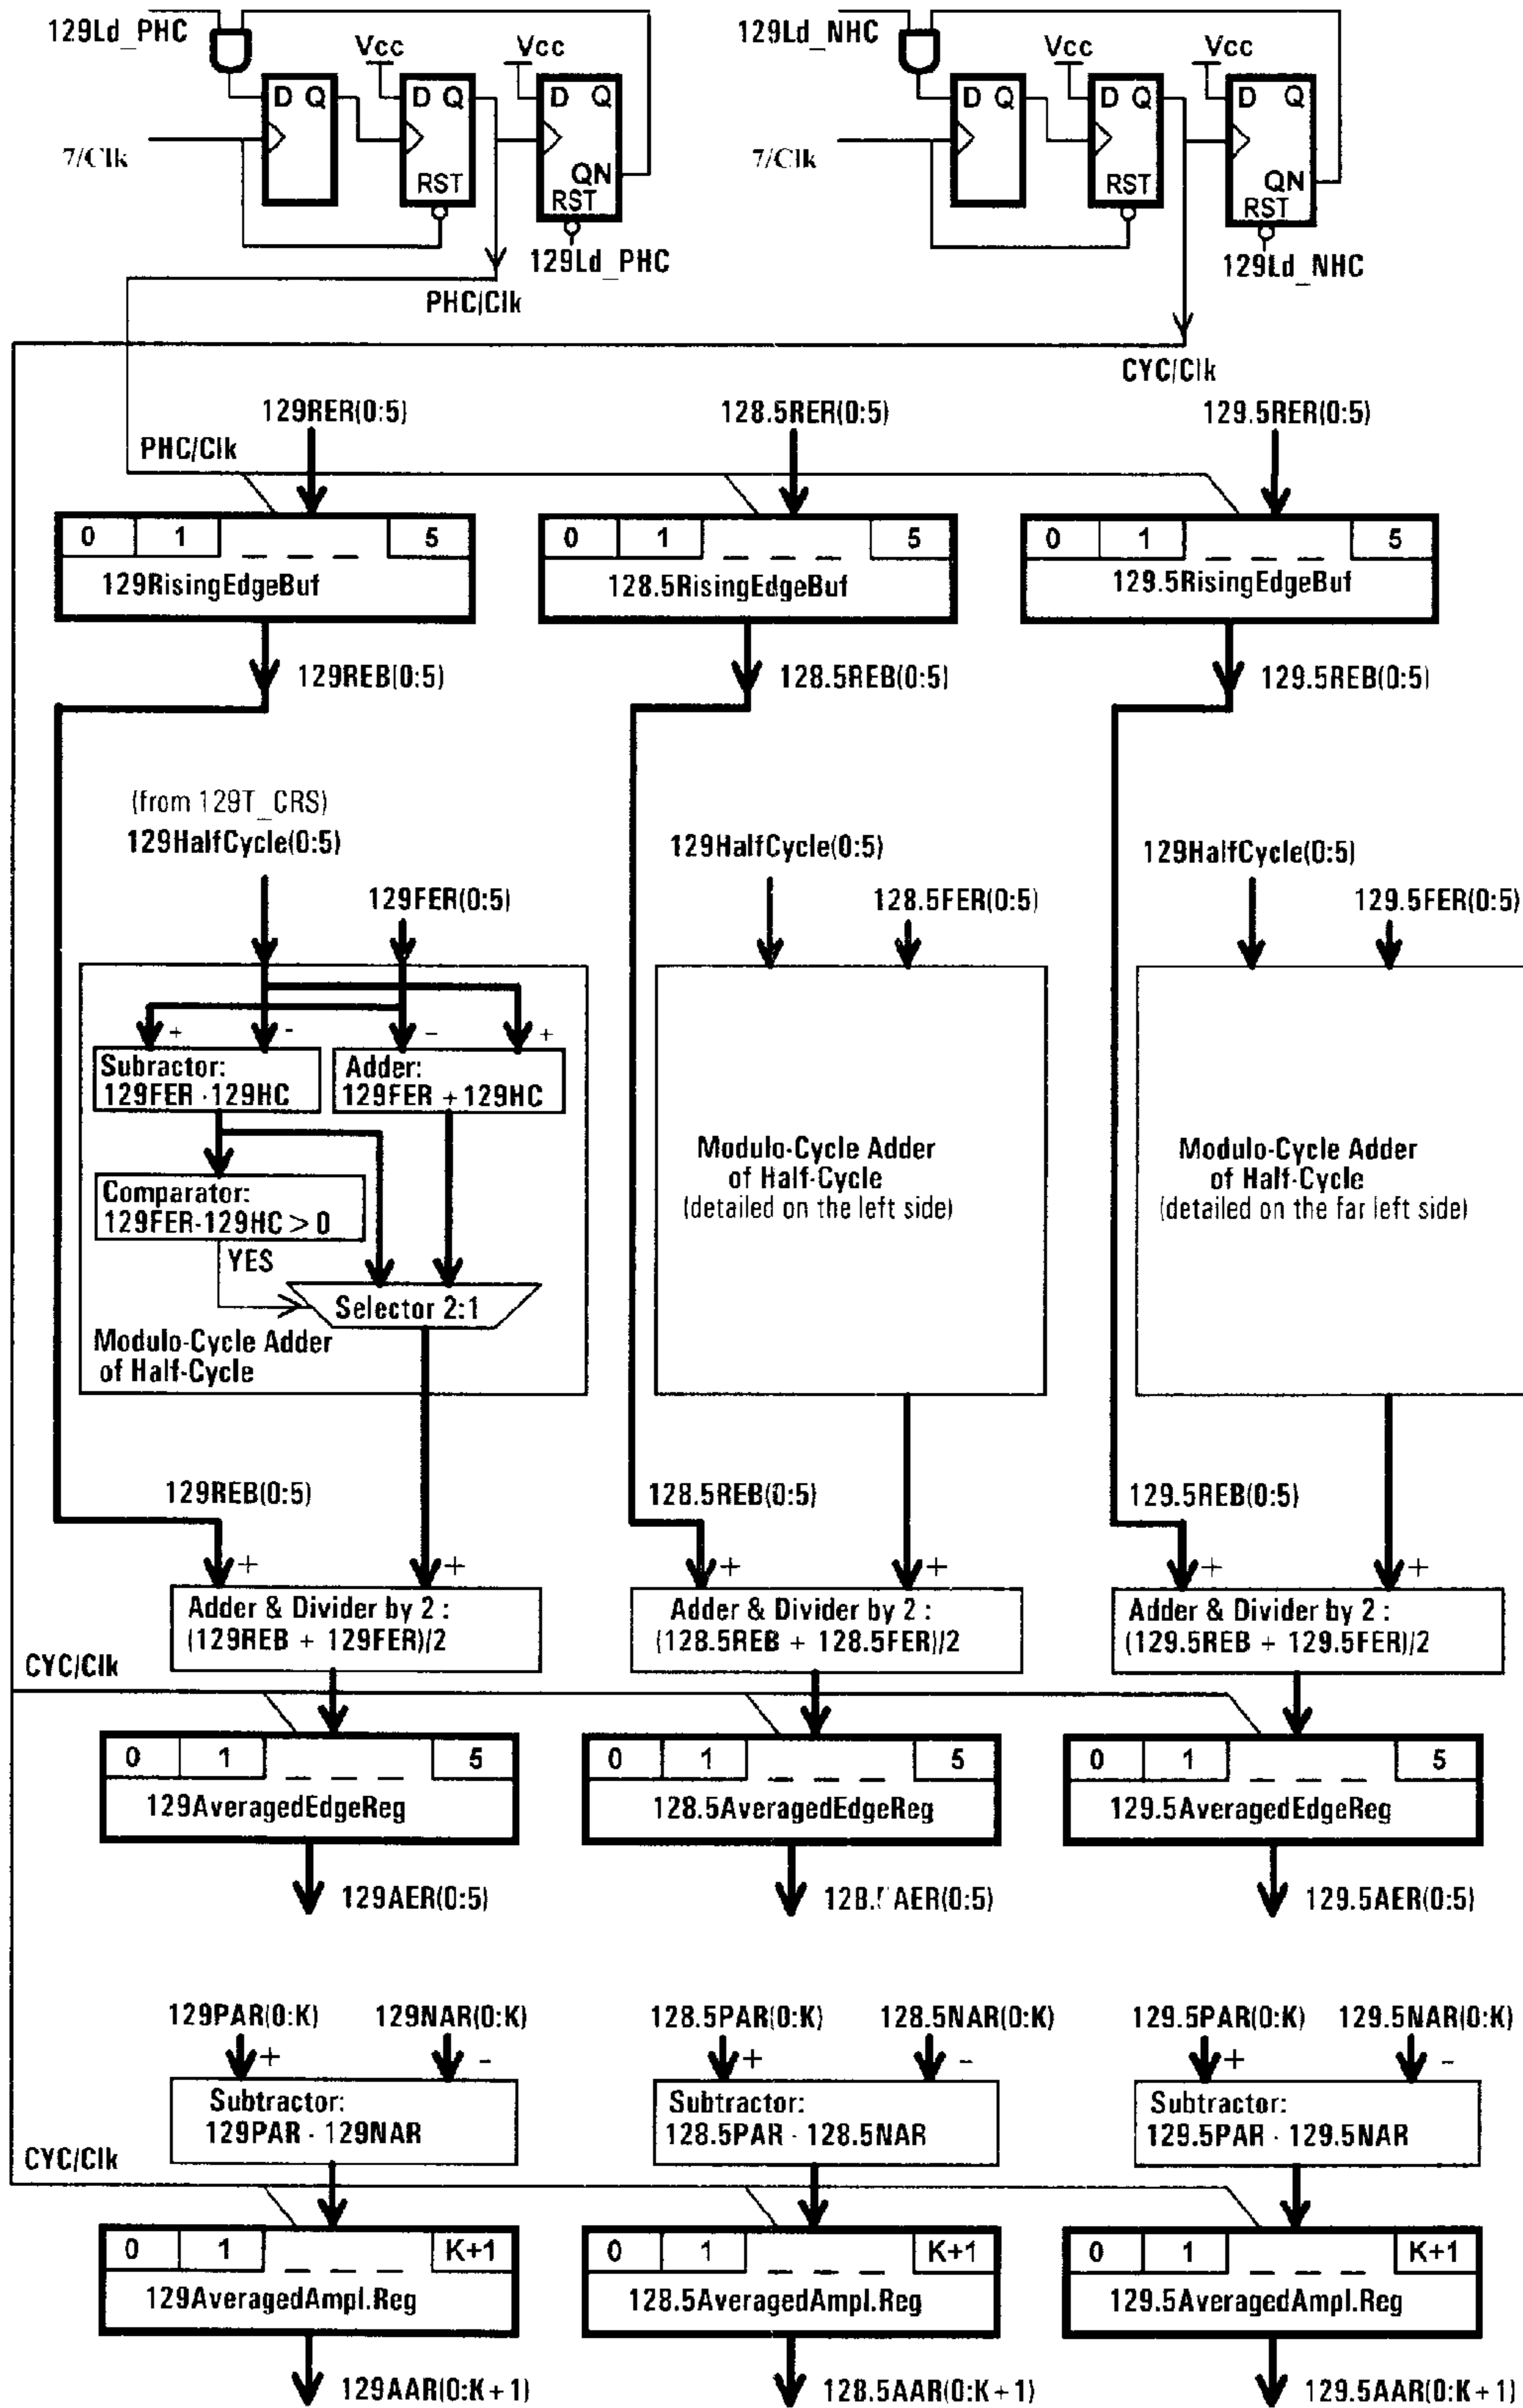 129Ld_PHC
Vcc
Vcc
D Q
D Q
D Q
7/Clk
RST
QN
RST
129Ld_PHC
PHC/Clk
129Ld_NHC
Vcc
Vcc
D Q
D Q
D Q
7/Clk
RST
QN
RST
129Ld_NHC
CYC/Clk
129RER(0:5)
128.5RER(0:5)
129.5RER(0:5)
PHC/Clk
0 1 _ _ _ 5
129RisingEdgeBuf
0 1 _ _ _ 5
128.5RisingEdgeBuf
0 1 _ _ _ 5
129.5RisingEdgeBuf
129REB(0:5)
128.5REB(0:5)
129.5REB(0:5)
(from 129T_CRS)
129HalfCycle(0:5)
129FER(0:5)
129HalfCycle(0:5)
128.5FER(0:5)
129HalfCycle(0:5)
129.5FER(0:5)
+ - - +
Subractor:
129FER - 129HC
Adder:
129FER + 129HC
Comparator:
129FER-129HC > 0
YES
Selector 2:1
Modulo-Cycle Adder
of Half-Cycle
Modulo-Cycle Adder
of Half-Cycle
(detailed on the left side)
Modulo-Cycle Adder
of Half-Cycle
(detailed on the far left side)
129REB(0:5)
128.5REB(0:5)
129.5REB(0:5)
+ +
+ +
+ +
Adder & Divider by 2 :
(129REB + 129FER)/2
Adder & Divider by 2 :
(128.5REB + 128.5FER)/2
Adder & Divider by 2 :
(129.5REB + 129.5FER)/2
CYC/Clk
0 1 _ _ _ 5
129AveragedEdgeReg
0 1 _ _ _ 5
128.5AveragedEdgeReg
0 1 _ _ _ 5
129.5AveragedEdgeReg
129AER(0:5)
AER(0:5)
129.5AER(0:5)
129PAR(0:K)
129NAR(0:K)
128.5PAR(0:K)
128.5NAR(0:K)
129.5PAR(0:K)
129.5NAR(0:K)
+ -
+ -
+ -
Subtractor:
129PAR - 129NAR
Subtractor:
128.5PAR - 128.5NAR
Subtractor:
129.5PAR - 129.5NAR
CYC/Clk
0 1 _ _ _ K+1
129AveragedAmpl.Reg
0 1 _ _ _ K+1
128.5AveragedAmpl.Reg
0 1 _ _ _ K+1
129.5AveragedAmpl.Reg
129AAR(0:K+1)
128.5AAR(0:K+1)
129.5AAR(0:K+1)